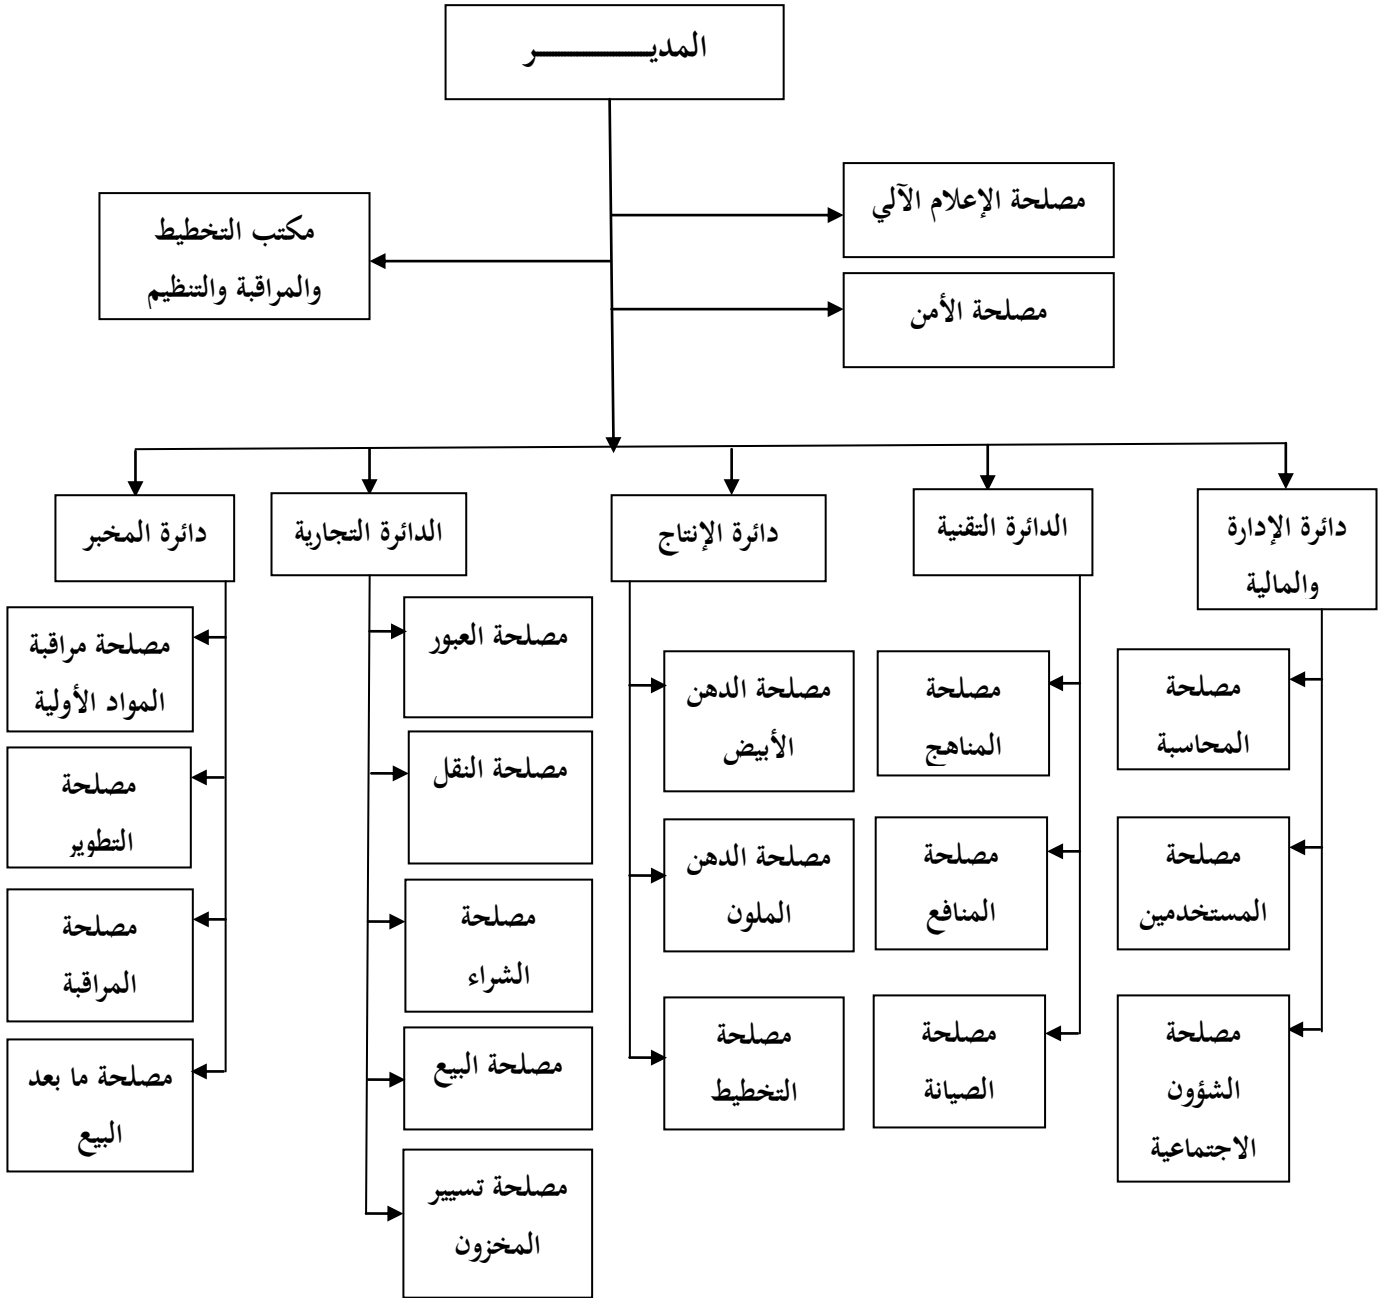 المديـــــــــــــر
مصلحة الإعلام الآلي
مكتب التخطيط
والمراقبة والتنظيم
مصلحة الأمن
دائرة الإدارة
والمالية
الدائرة التقنية
دائرة الإنتاج
الدائرة التجارية
دائرة المخبر
مصلحة
المحاسبة
مصلحة
المستخدمين
مصلحة
الشؤون
الاجتماعية
مصلحة
المناهج
مصلحة
المنافع
مصلحة
الصيانة
مصلحة الدهن
الأبيض
مصلحة الدهن
الملون
مصلحة
التخطيط
مصلحة العبور
مصلحة النقل
مصلحة
الشراء
مصلحة البيع
مصلحة تسيير
المخزون
مصلحة مراقبة
المواد الأولية
مصلحة
التطوير
مصلحة
المراقبة
مصلحة ما بعد
البيع